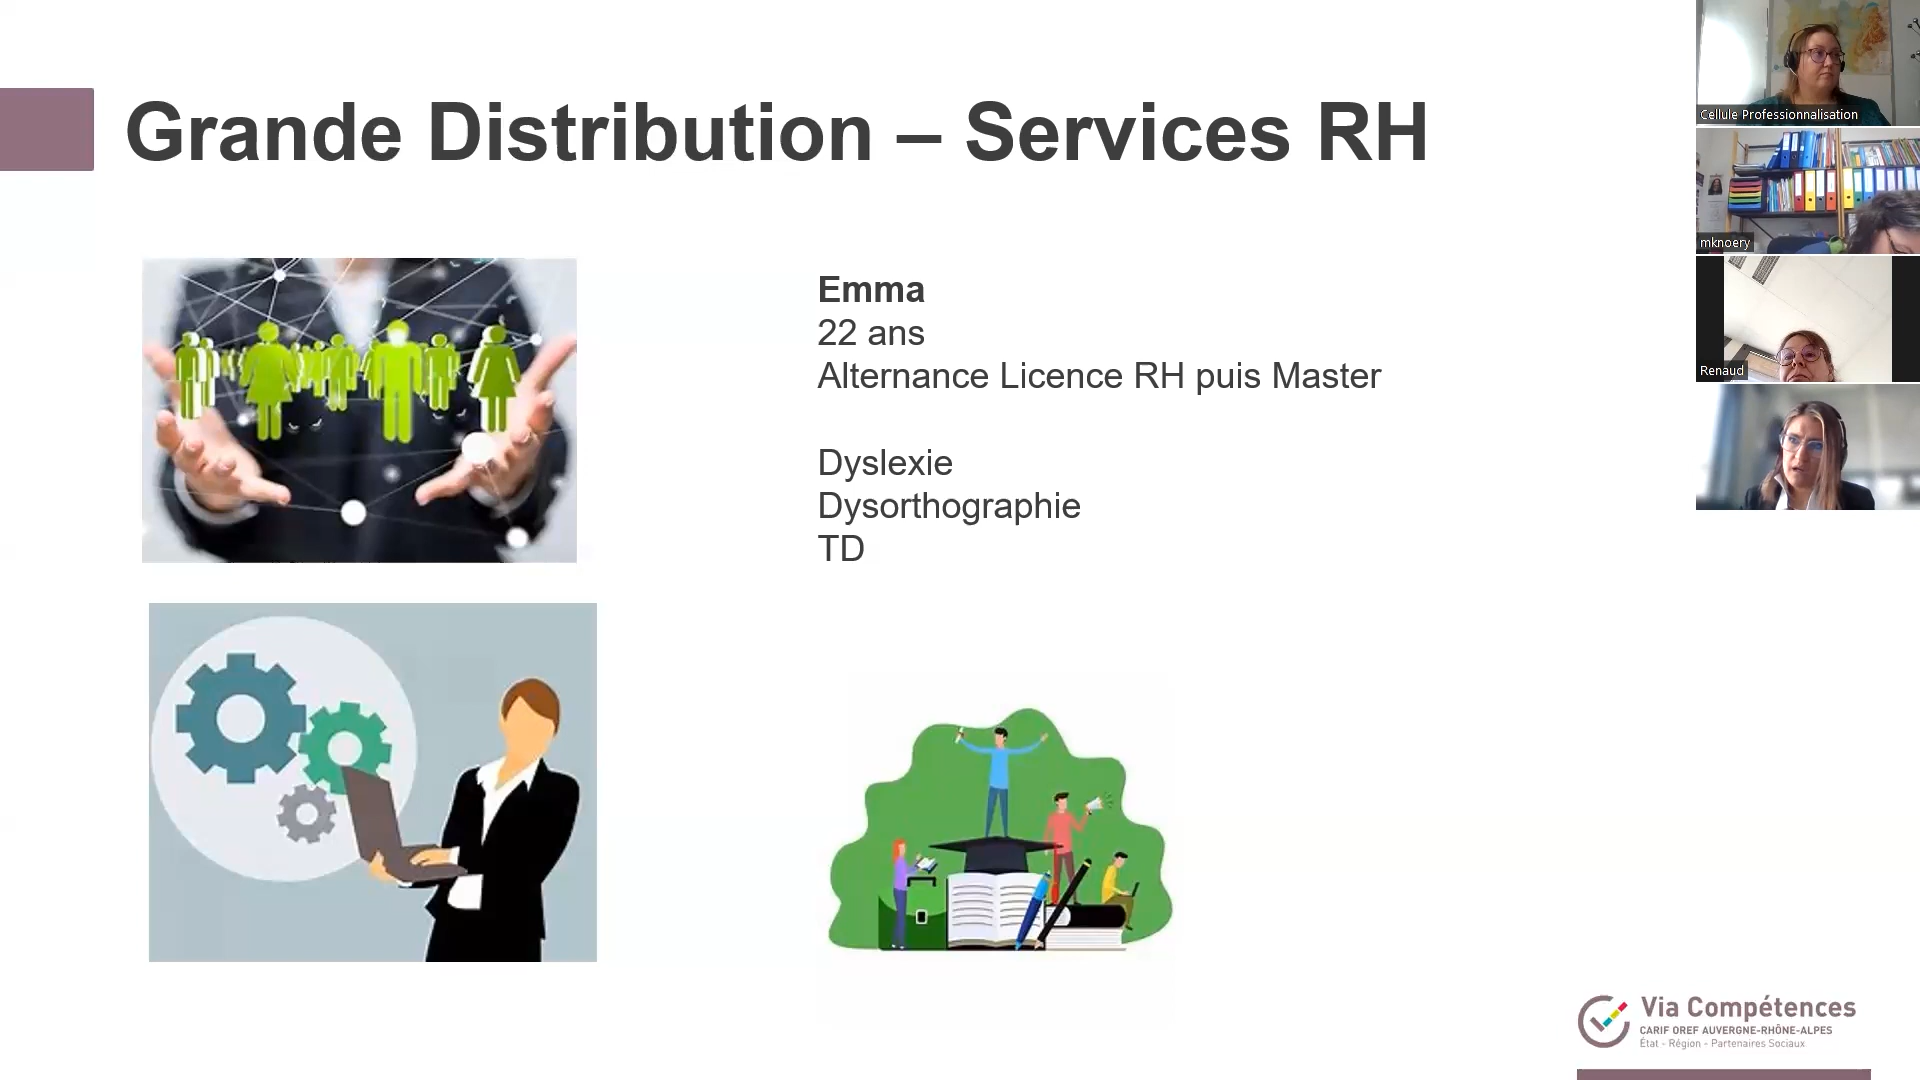 Grande Distribution – Services RH
Emma
22 ans
Alternance Licence RH puis Master
Dyslexie
Dysorthographie
TD
Cellule Professionnalisation
mknoery
Renaud
Via Compétences
CARIF OREF AUVERGNE-RHÔNE-ALPES
État - Région - Partenaires Sociaux